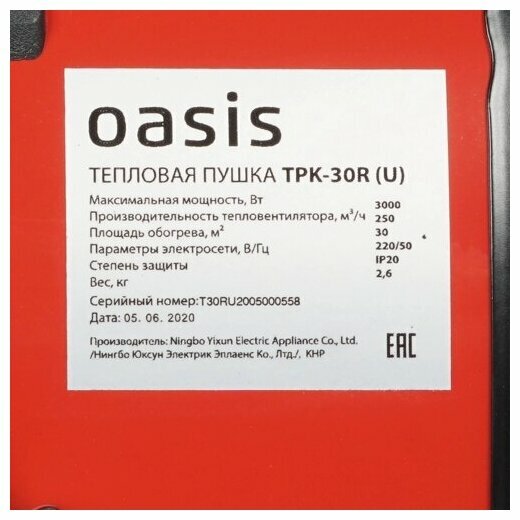 oasis
ТЕПЛОВАЯ ПУШКА TPK-30R (U)
Максимальная мощность, Вт 3000
Производительность тепловентилятора, м³/ч 250
Площадь обогрева, м² 30
Параметры электросети, В/Гц 220/50
Степень защиты IP20
Вес, кг 2,6
Серийный номер:T30RU2005000558
Дата: 05. 06. 2020
Производитель: Ningbo Yixun Electric Appliance Co., Ltd.
/Нингбо Юксун Электрик Эплаенс Ко., Лтд./, КНР
EAC